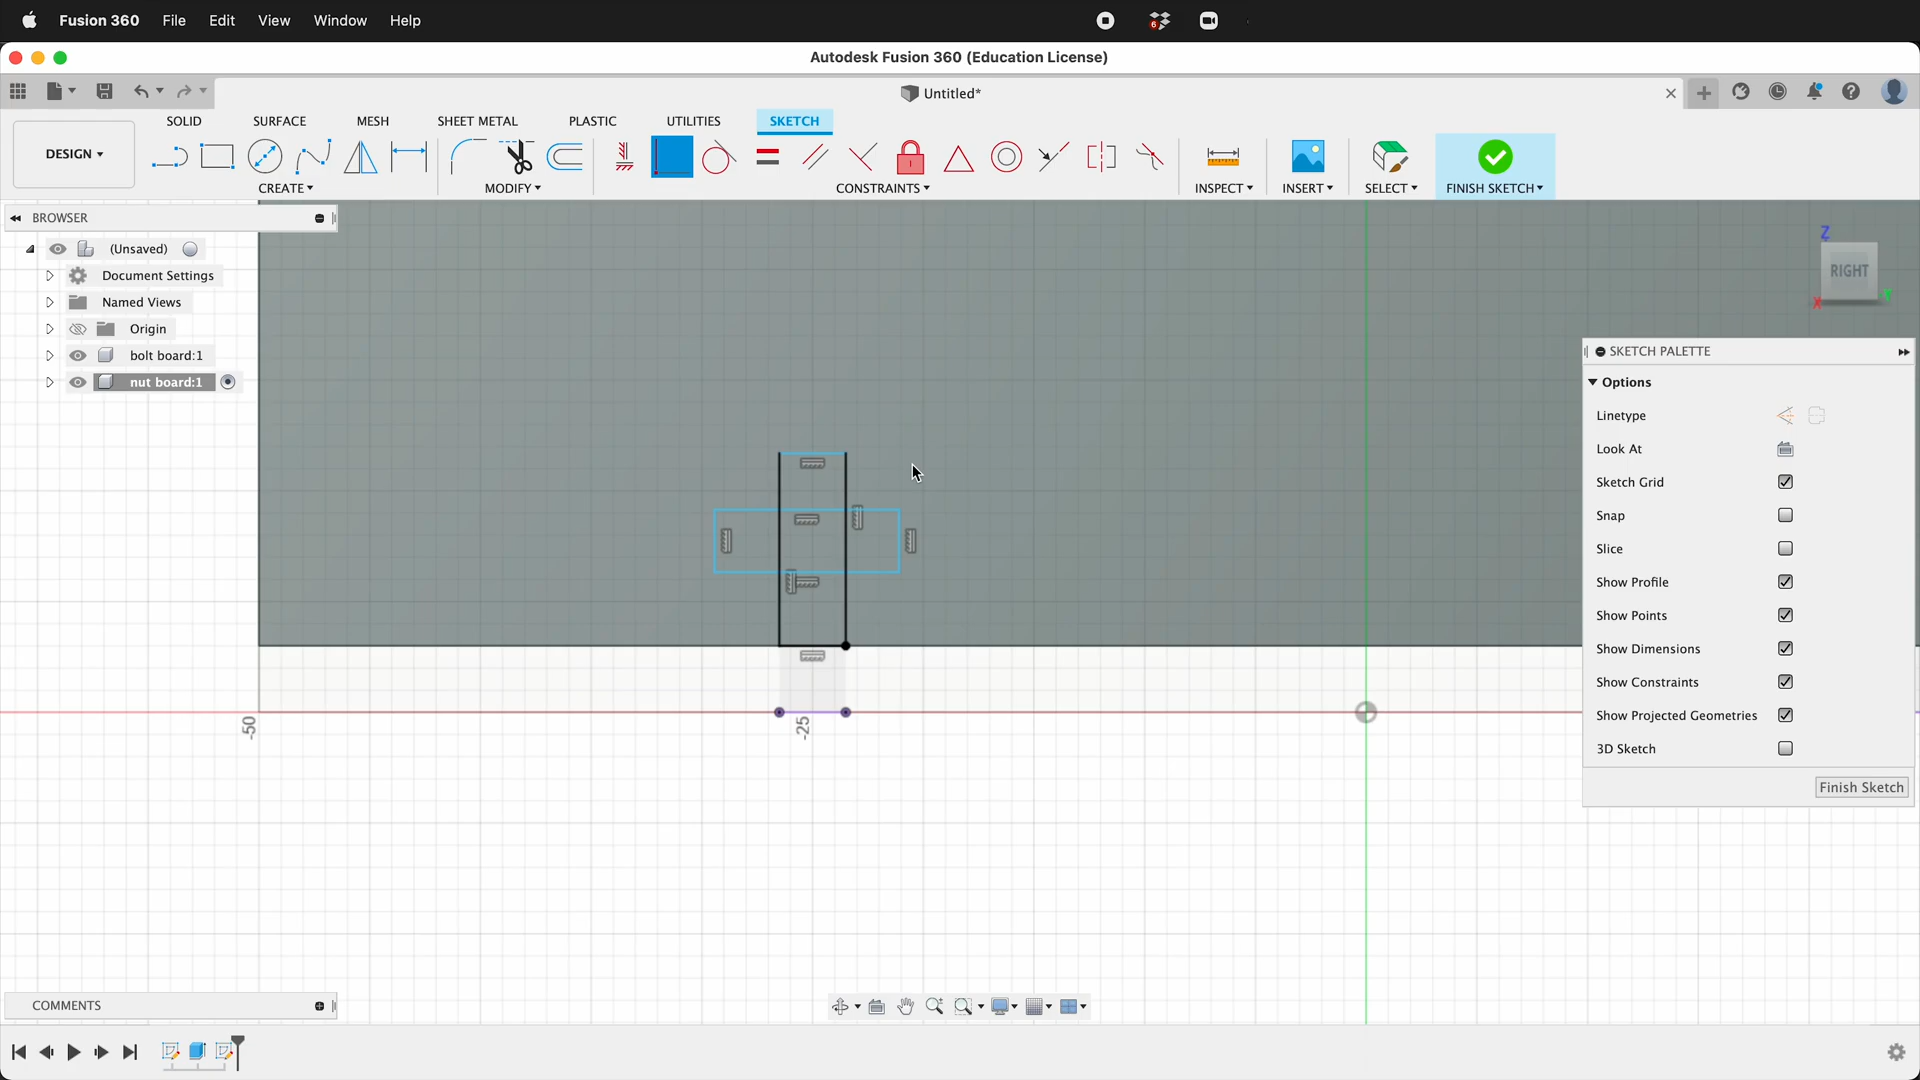 Fusion 360 File Edit View Window Help
6
Autodesk Fusion 360 (Education License)
Untitled*
DESIGN
SOLID SURFACE MESH SHEET METAL PLASTIC UTILITIES SKETCH
CREATE MODIFY CONSTRAINTS INSPECT INSERT SELECT FINISH SKETCH
BROWSER
(Unsaved)
Document Settings
Named Views
Origin
bolt board:1
nut board:1
Z
RIGHT
X Y
SKETCH PALETTE
Options
Linetype
Look At
Sketch Grid
Snap
Slice
Show Profile
Show Points
Show Dimensions
Show Constraints
Show Projected Geometries
3D Sketch
Finish Sketch
-50
-25
COMMENTS